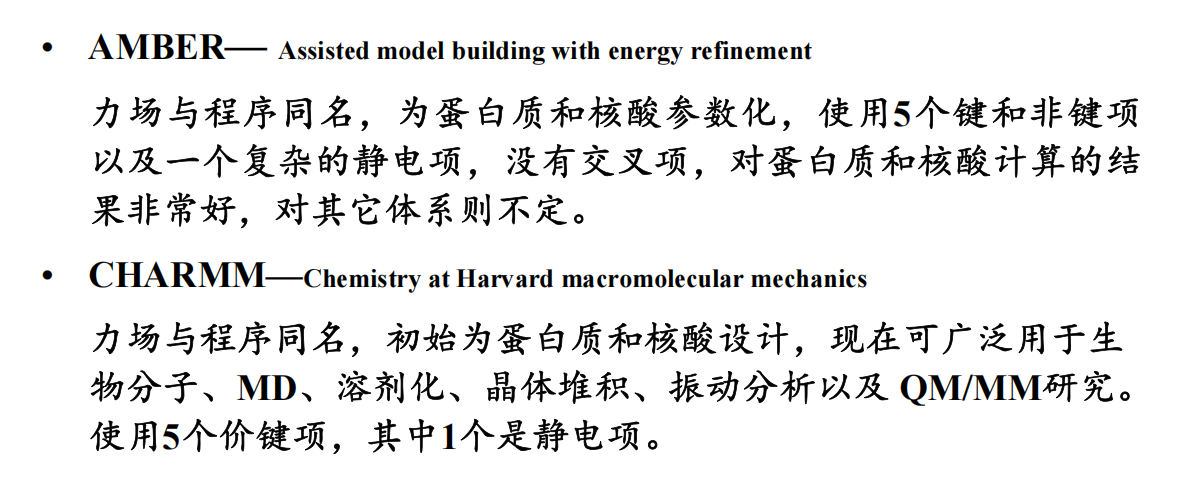 • AMBER— Assisted model building with energy refinement
力场与程序同名，为蛋白质和核酸参数化，使用5个键和非键项
以及一个复杂的静电项，没有交叉项，对蛋白质和核酸计算的结
果非常好，对其它体系则不定。
• CHARMM—Chemistry at Harvard macromolecular mechanics
力场与程序同名，初始为蛋白质和核酸设计，现在可广泛用于生
物分子、MD、溶剂化、晶体堆积、振动分析以及 QM/MM研究。
使用5个价键项，其中1个是静电项。